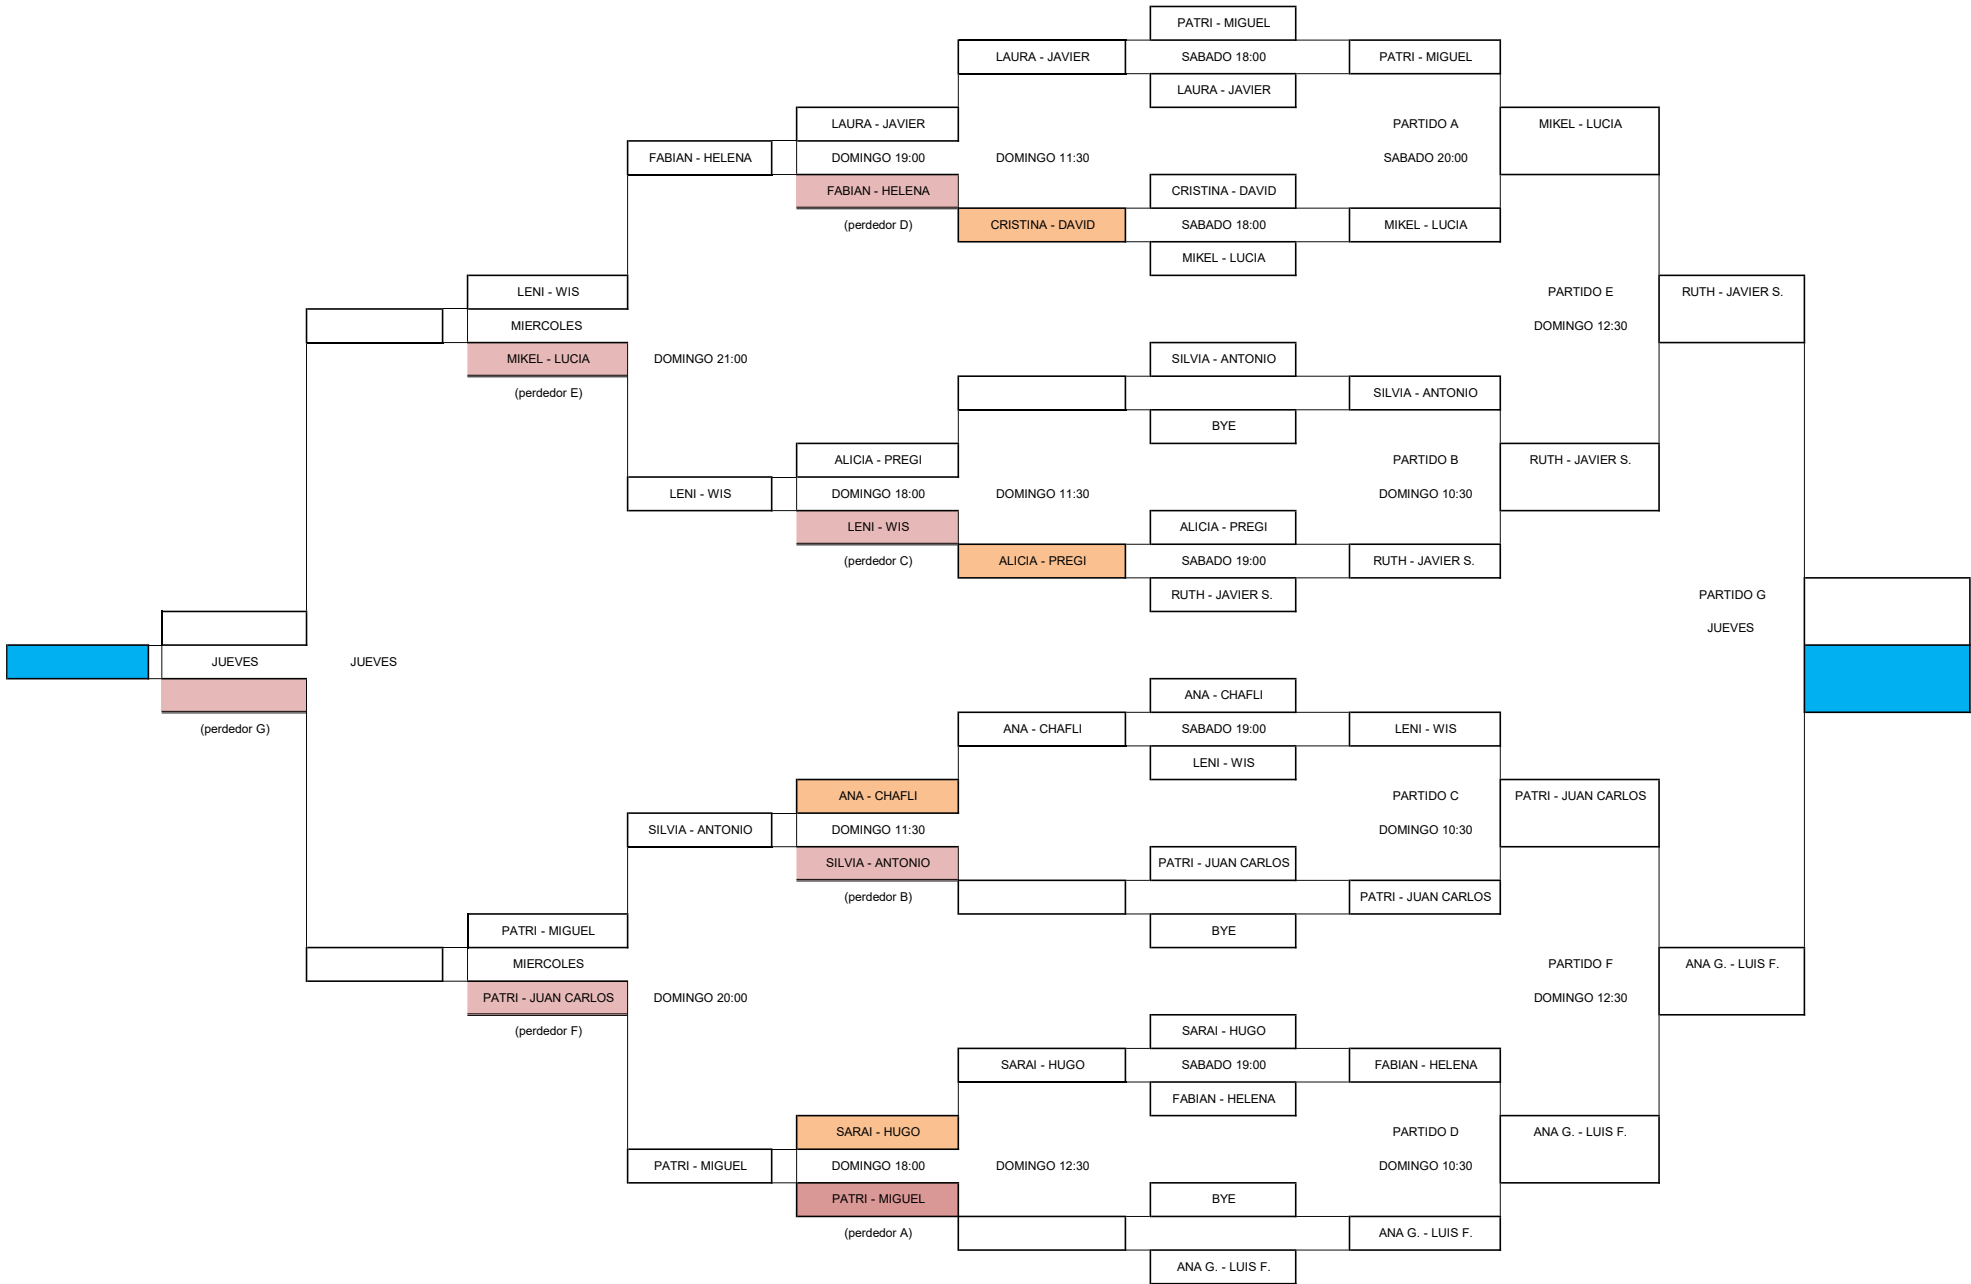 PATRI - MIGUEL
LAURA - JAVIER SABADO 18:00 PATRI - MIGUEL
LAURA - JAVIER
LAURA - JAVIER PARTIDO A MIKEL - LUCIA
FABIAN - HELENA DOMINGO 19:00 DOMINGO 11:30 SABADO 20:00
FABIAN - HELENA CRISTINA - DAVID
(perdedor D) CRISTINA - DAVID SABADO 18:00 MIKEL - LUCIA
MIKEL - LUCIA
LENI - WIS PARTIDO E RUTH - JAVIER S.
MIERCOLES DOMINGO 12:30
MIKEL - LUCIA DOMINGO 21:00 SILVIA - ANTONIO
(perdedor E) SILVIA - ANTONIO
BYE
ALICIA - PREGI PARTIDO B RUTH - JAVIER S.
LENI - WIS DOMINGO 18:00 DOMINGO 11:30 DOMINGO 10:30
LENI - WIS ALICIA - PREGI
(perdedor C) ALICIA - PREGI SABADO 19:00 RUTH - JAVIER S.
RUTH - JAVIER S. PARTIDO G
JUEVES
JUEVES JUEVES
ANA - CHAFLI
(perdedor G) ANA - CHAFLI SABADO 19:00 LENI - WIS
LENI - WIS
ANA - CHAFLI PARTIDO C PATRI - JUAN CARLOS
SILVIA - ANTONIO DOMINGO 11:30 DOMINGO 10:30
SILVIA - ANTONIO PATRI - JUAN CARLOS
(perdedor B) PATRI - JUAN CARLOS
PATRI - MIGUEL BYE
MIERCOLES PARTIDO F ANA G. - LUIS F.
PATRI - JUAN CARLOS DOMINGO 20:00 DOMINGO 12:30
(perdedor F) SARAI - HUGO
SARAI - HUGO SABADO 19:00 FABIAN - HELENA
FABIAN - HELENA
SARAI - HUGO PARTIDO D ANA G. - LUIS F.
PATRI - MIGUEL DOMINGO 18:00 DOMINGO 12:30 DOMINGO 10:30
PATRI - MIGUEL BYE
(perdedor A) ANA G. - LUIS F.
ANA G. - LUIS F.